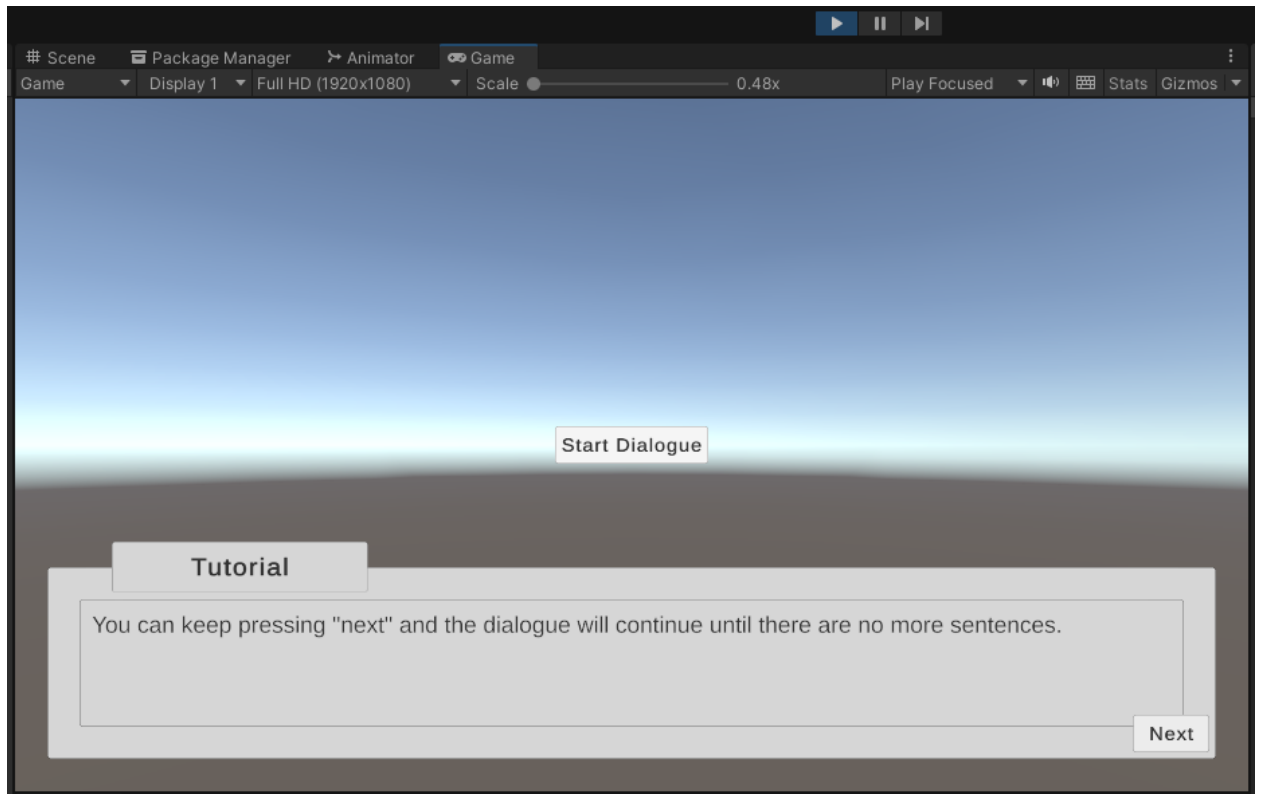 Scene Package Manager Animator Game
Game Display 1 Full HD (1920x1080) Scale 0.48x Play Focused Stats Gizmos
Start Dialogue
Tutorial
You can keep pressing "next" and the dialogue will continue until there are no more sentences.
Next